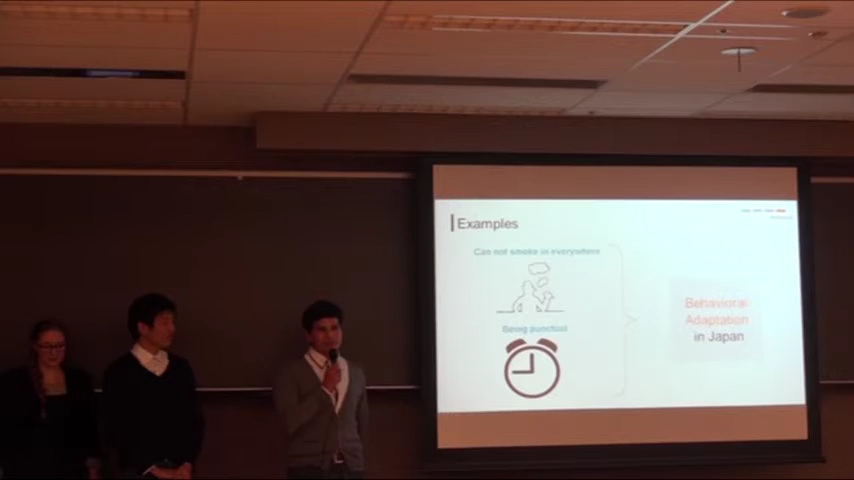 Examples
Can not smoke in everywhere
Being punctual
Behavioral
Adaptation
in Japan